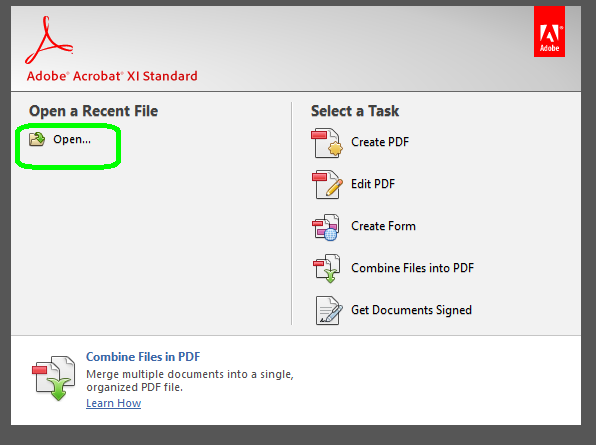 Adobe® Acrobat® XI Standard
Adobe
Open a Recent File
Open...
Select a Task
Create PDF
Edit PDF
Create Form
Combine Files into PDF
Get Documents Signed
Combine Files in PDF
Merge multiple documents into a single,
organized PDF file.
Learn How